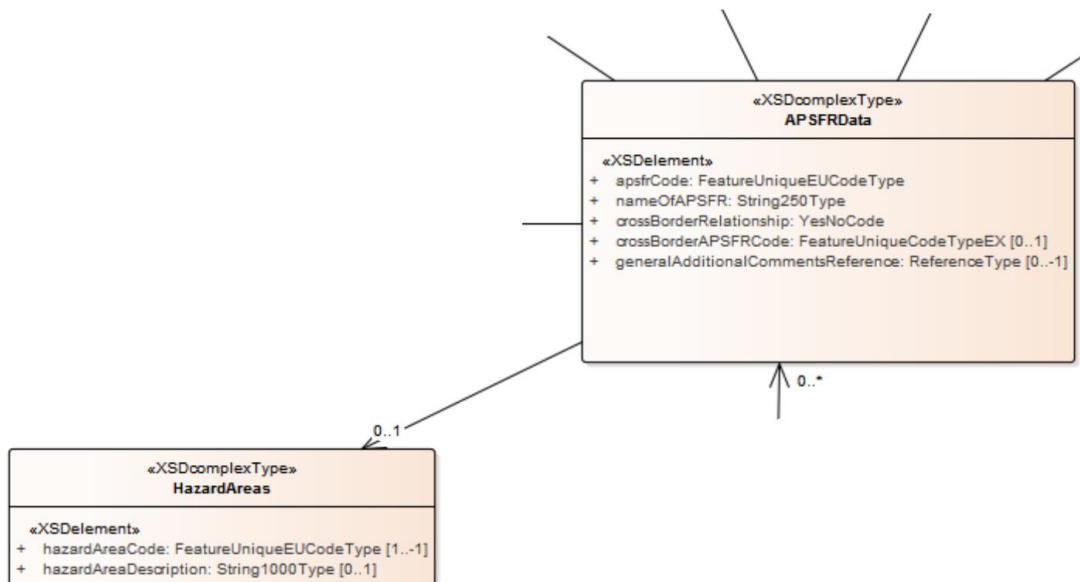 «XSDcomplexType»
APSFRData
«XSDelement»
+ apsfrCode: FeatureUniqueEUCodeType
+ nameOfAPSFR: String250Type
+ crossBorderRelationship: YesNoCode
+ crossBorderAPSFRCode: FeatureUniqueCodeTypeEX [0..1]
+ generalAdditionalCommentsReference: ReferenceType [0..-1]
0..*
0..1
«XSDcomplexType»
HazardAreas
«XSDelement»
+ hazardAreaCode: FeatureUniqueEUCodeType [1..-1]
+ hazardAreaDescription: String1000Type [0..1]